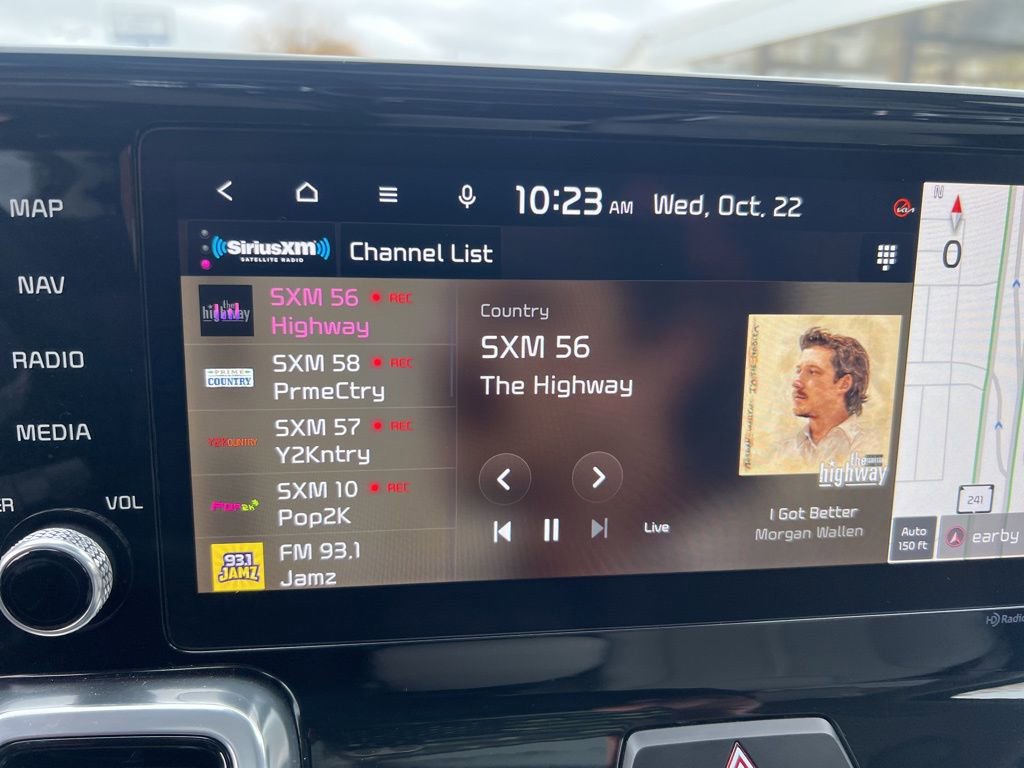 MAP
NAV
RADIO
MEDIA
ER
VOL
10:23 AM Wed, Oct. 22
N
0
SiriusXM
SATELLITE RADIO
Channel List
the highway
SXM 56 REC
Highway
PRIME
COUNTRY
SXM 58 REC
PrmeCtry
Y2KOUNTRY
SXM 57 REC
Y2Kntry
POP2K
SXM 10 REC
Pop2K
93.1
JAMZ
FM 93.1
Jamz
Country
SXM 56
The Highway
Live
the
highway
I Got Better
Morgan Wallen
241
Auto
150 ft
earby
HD Radio